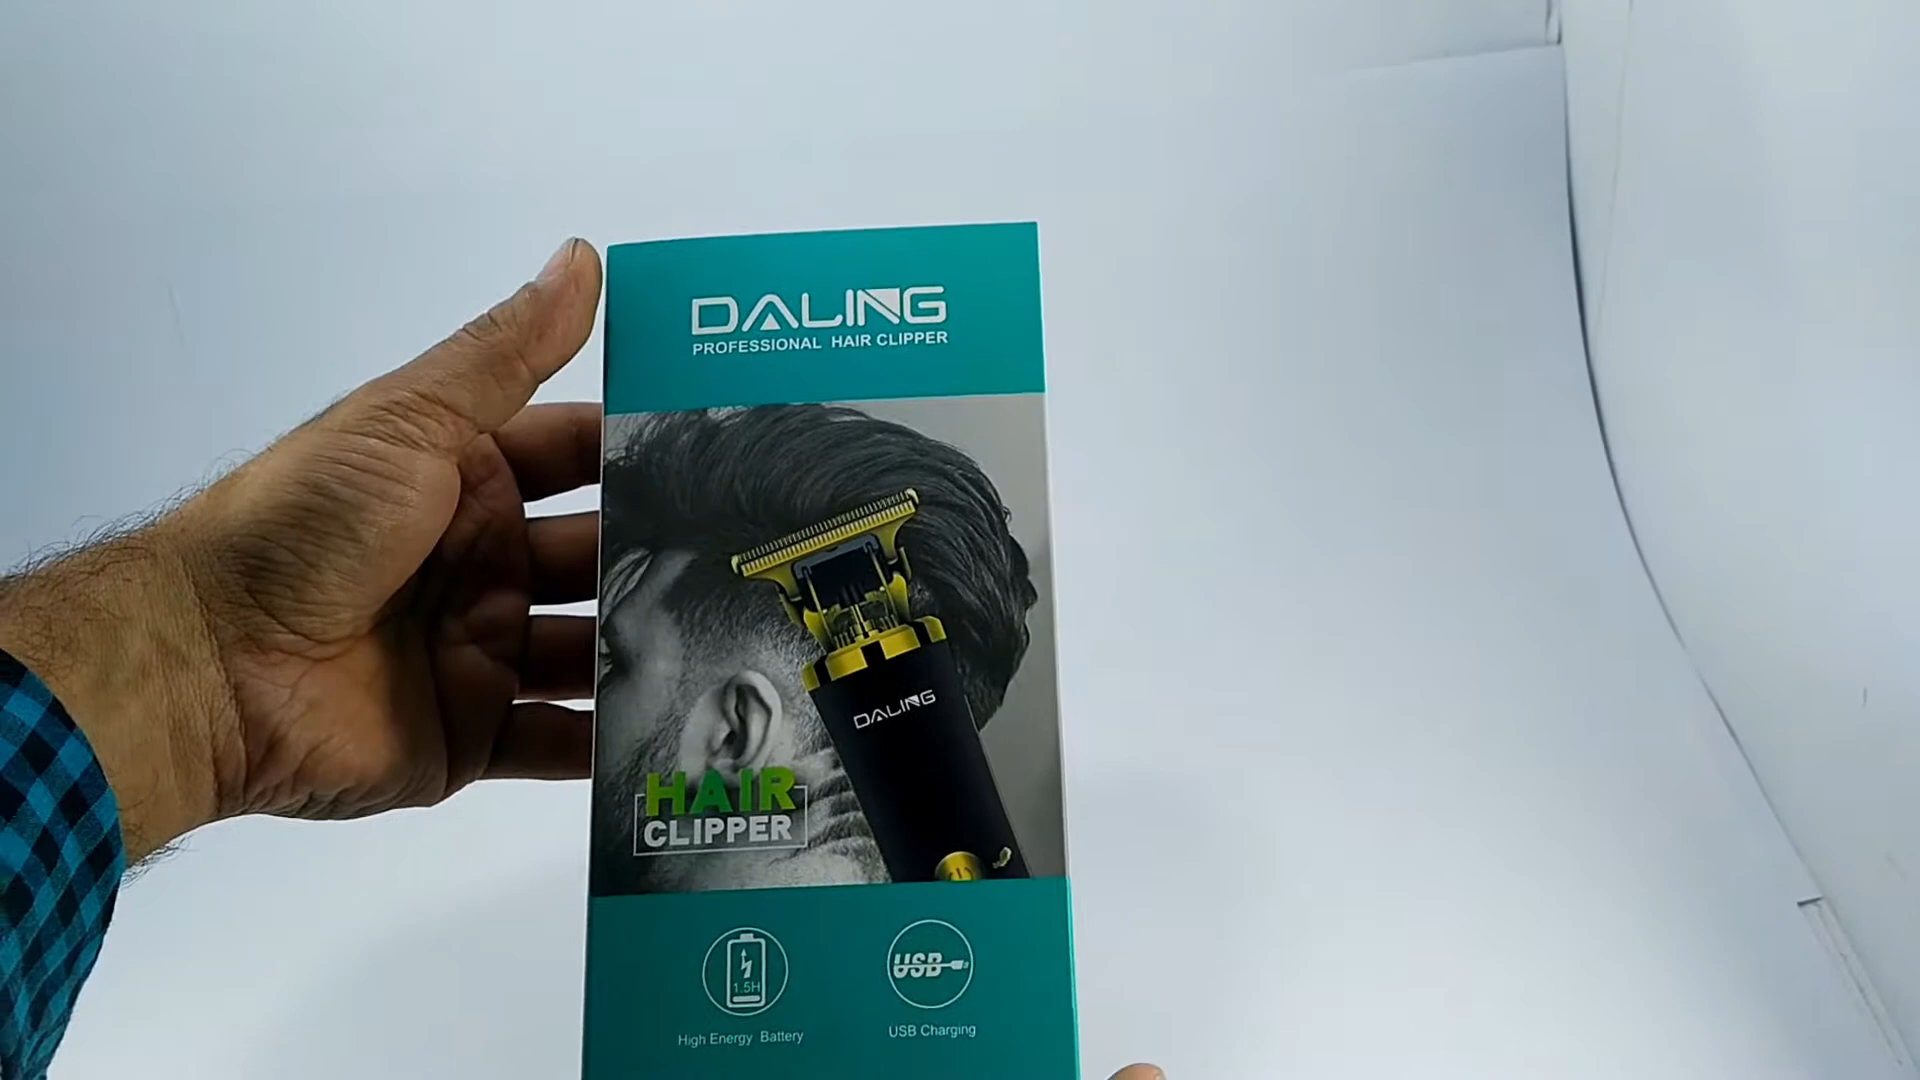 DALING
PROFESSIONAL HAIR CLIPPER
DALING
HAIR
CLIPPER
1.5H
USB
High Energy Battery
USB Charging